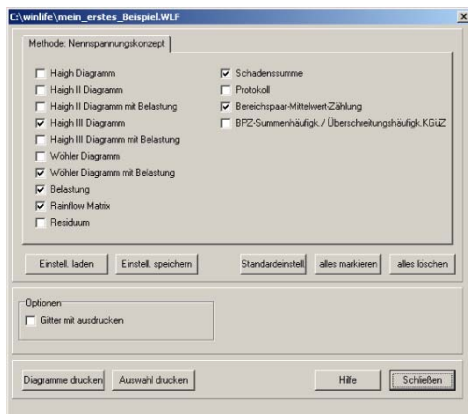 C:\winlife\mein_erstes_Beispiel.WLF
Methode: Nennspannungskonzept
Haigh Diagramm
Haigh II Diagramm
Haigh II Diagramm mit Belastung
Haigh III Diagramm
Haigh III Diagramm mit Belastung
Wöhler Diagramm
Wöhler Diagramm mit Belastung
Belastung
Rainflow Matrix
Residuum
Schadenssumme
Protokoll
Bereichspaar-Mittelwert-Zählung
BPZ-Summenhäufigk./ Überschreitungshäufigk.KGüZ
Einstell. laden Einstell. speichern Standardeinstell. alles markieren alles löschen
Optionen
Gitter mit ausdrucken
Diagramme drucken Auswahl drucken Hilfe Schließen